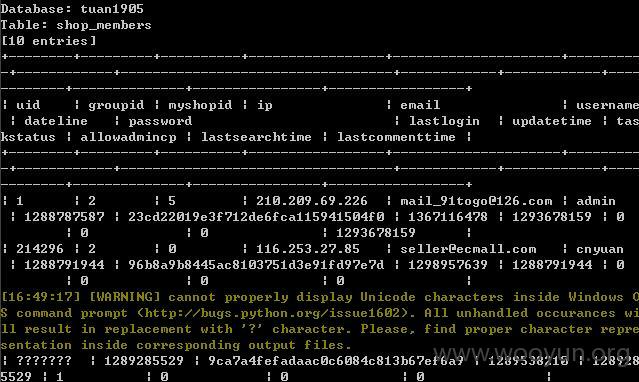 Database: tuan1905
Table: shop_members
[10 entries]
+--------+---------+----------+----------------+----------------------+---------
-+------------+----------------------------------+------------+------------+----
-------+--------------+----------------+-----------------+
| uid | groupid | myshopid | ip | email | username
| dateline | password | lastlogin | updatetime | tas
kstatus | allowadmincp | lastsearchtime | lastcommenttime |
+--------+---------+----------+----------------+----------------------+---------
-+------------+----------------------------------+------------+------------+----
-------+--------------+----------------+-----------------+
| 1 | 2 | 5 | 210.209.69.226 | mail_91togo@126.com | admin
| 1288787587 | 23cd22019e3f712de6fca115941504f0 | 1367116478 | 1293678159 | 0
| 0 | 0 | 1293678159 |
| 214296 | 2 | 0 | 116.253.27.85 | seller@ecmall.com | cnyuan
| 1288791944 | 96b8a9b8445ac8103751d3e91fd97e7d | 1298957639 | 1288791944 | 0
| 0 | 0 | 0 |
[16:49:17] [WARNING] cannot properly display Unicode characters inside Windows O
S command prompt (http://bugs.python.org/issue1602). All unhandled occurances wi
ll result in replacement with '?' character. Please, find proper character repre
sentation inside corresponding output files.
| ??????? | 1289285529 | 9ca7a4fefadaac0c6084c813b67ef6a9 | 1289538210 | 128928
5529 | 1 | 0 | 0 | 0 |
www.wooyun.org